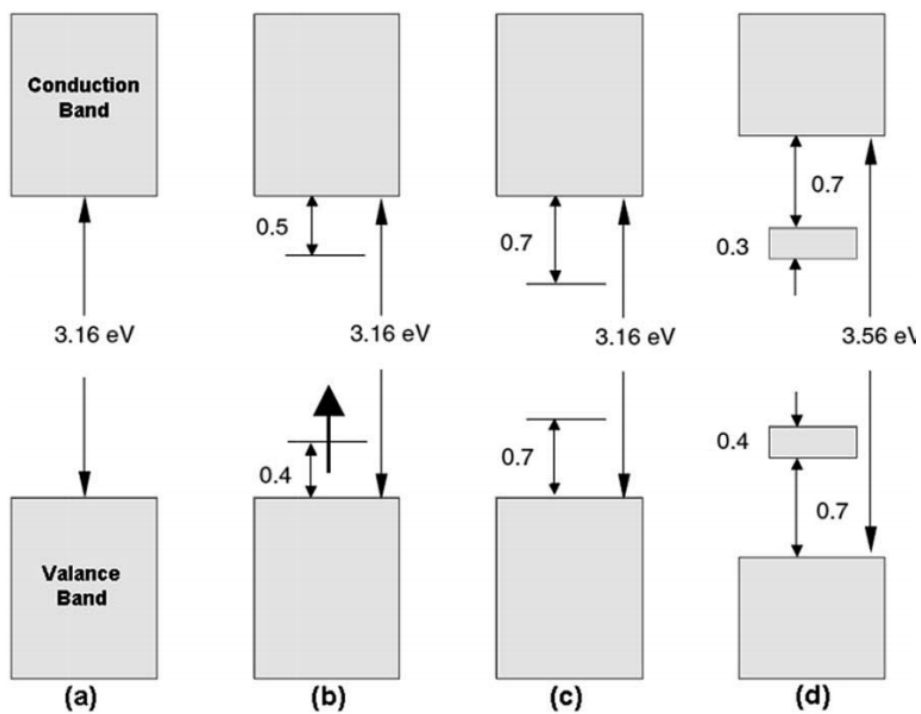 Conduction
Band
3.16 eV
Valance
Band
(a)
0.5
3.16 eV
0.4
(b)
0.7
3.16 eV
0.7
(c)
0.7
0.3
3.56 eV
0.4
0.7
(d)